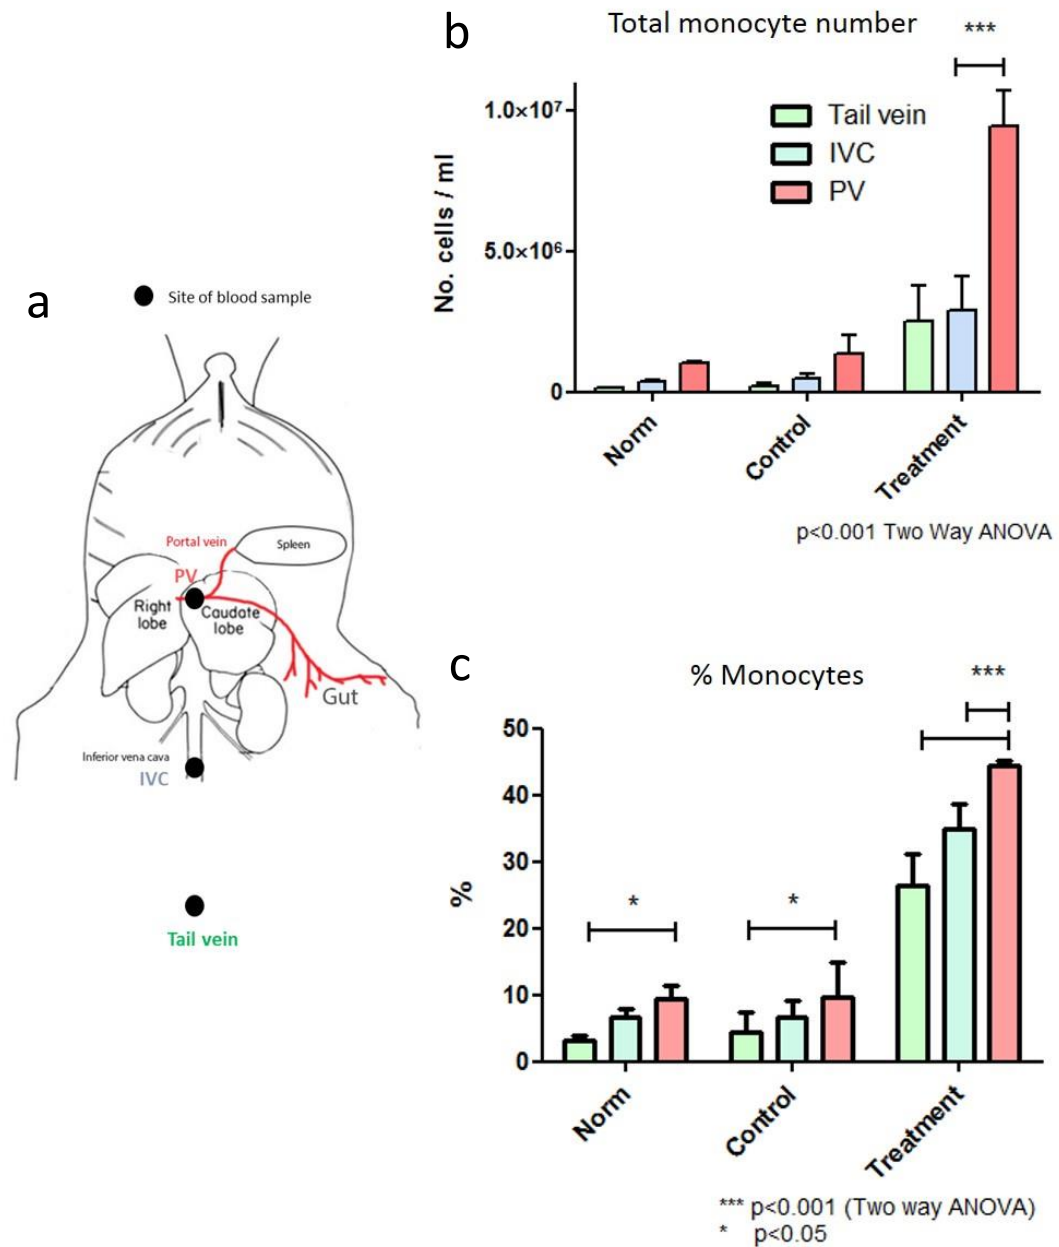 a
Site of blood sample
Portal vein
Spleen
PV
Right
lobe
Caudate
lobe
Gut
Inferior vena cava
IVC
Tail vein
b
Total monocyte number
***
No. cells / ml
1.0×10⁷
5.0×10⁶
0
Tail vein
IVC
PV
Norm
Control
Treatment
p<0.001 Two Way ANOVA
c
% Monocytes
***
%
50
40
30
20
10
0
*
*
Norm
Control
Treatment
*** p<0.001 (Two way ANOVA)
* p<0.05